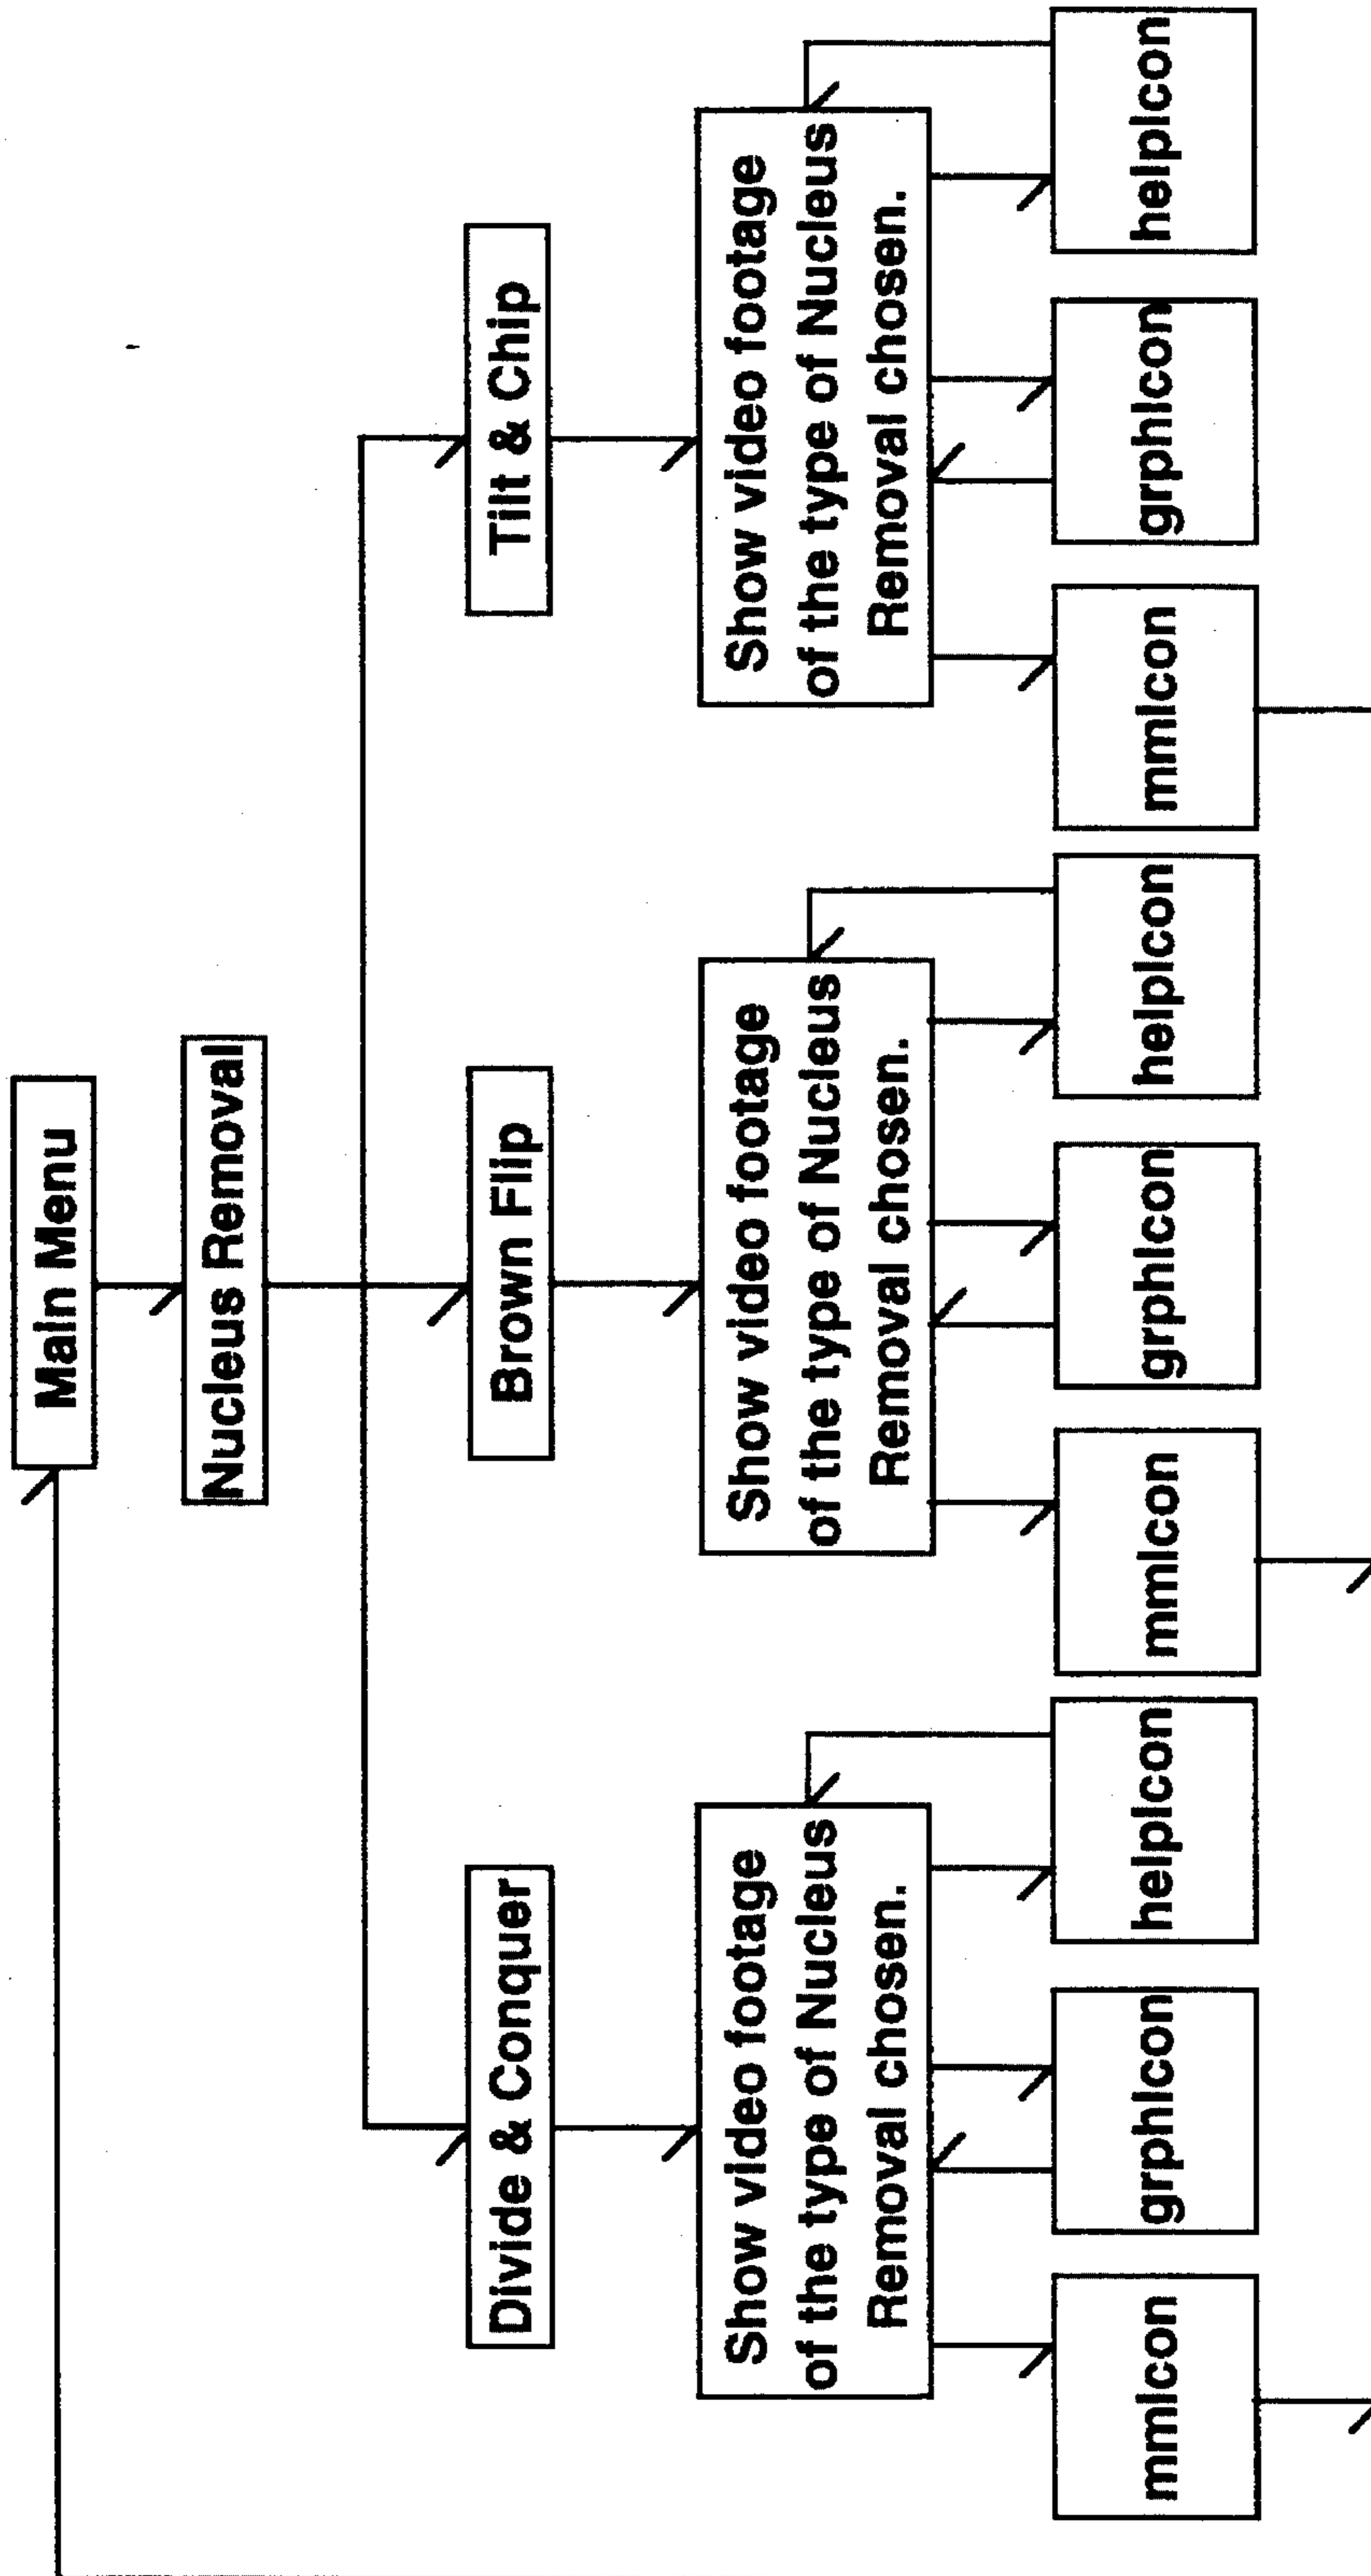 Main Menu
Nucleus Removal
Divide & Conquer
Brown Flip
Tilt & Chip
Show video footage
of the type of Nucleus
Removal chosen.
Show video footage
of the type of Nucleus
Removal chosen.
Show video footage
of the type of Nucleus
Removal chosen.
mmIcon
grphIcon
helpIcon
mmIcon
grphIcon
helpIcon
mmIcon
grphIcon
helpIcon